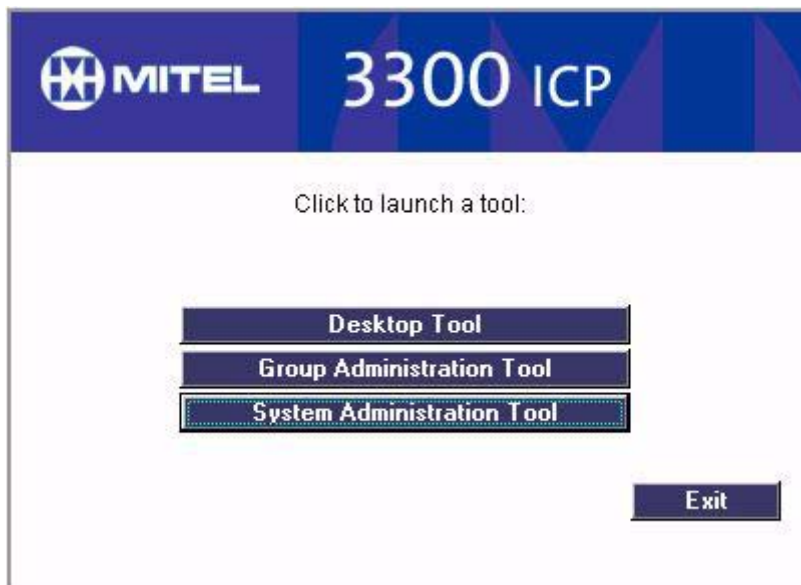 MITEL 3300 ICP
Click to launch a tool:
Desktop Tool
Group Administration Tool
System Administration Tool
Exit